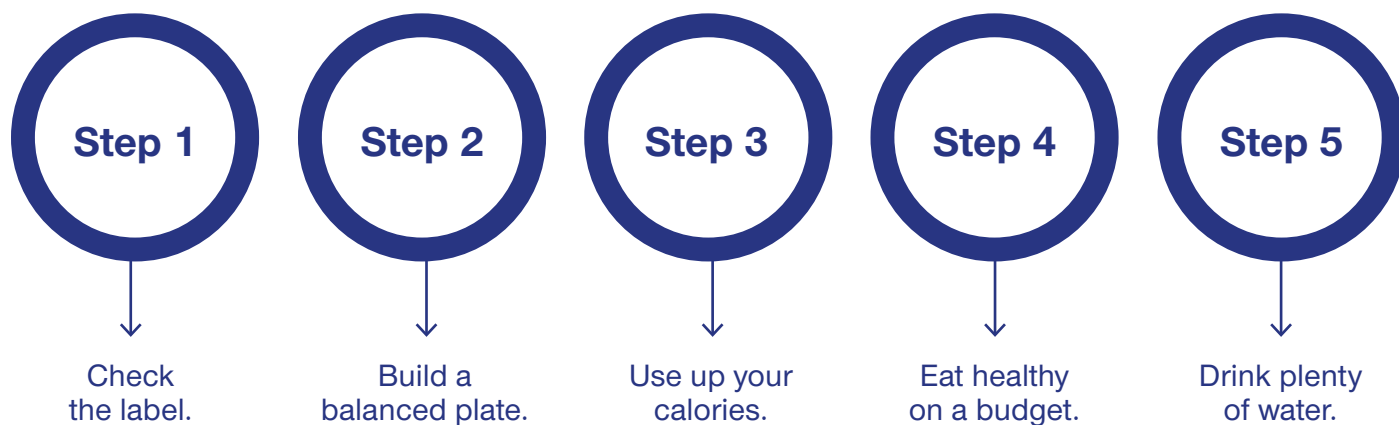 Step 1
Step 2
Step 3
Step 4
Step 5
Check
the label.
Build a
balanced plate.
Use up your
calories.
Eat healthy
on a budget.
Drink plenty
of water.